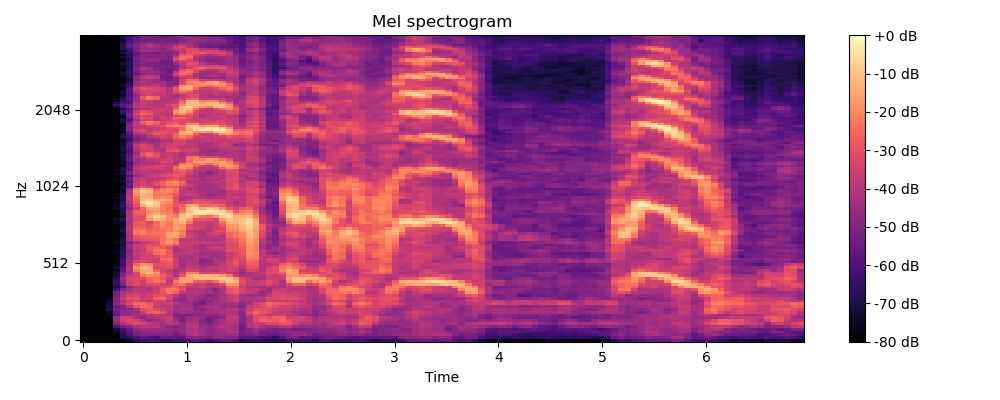 Mel spectrogram
+0 dB
-10 dB
2048
-20 dB
-30 dB
Hz
1024
-40 dB
-50 dB
512
-60 dB
-70 dB
0
-80 dB
0 1 2 3 4 5 6
Time